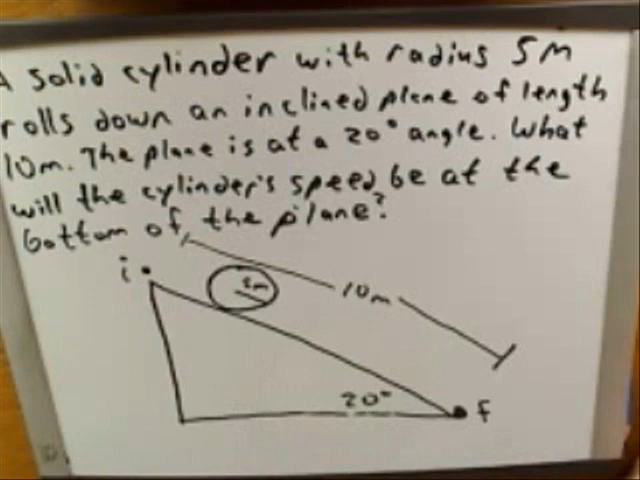 A solid cylinder with radius 5m
rolls down an inclined plane of length
10m. The plane is at a 20° angle. What
will the cylinder's speed be at the
bottom of the plane?
i
5m
10m
20°
f